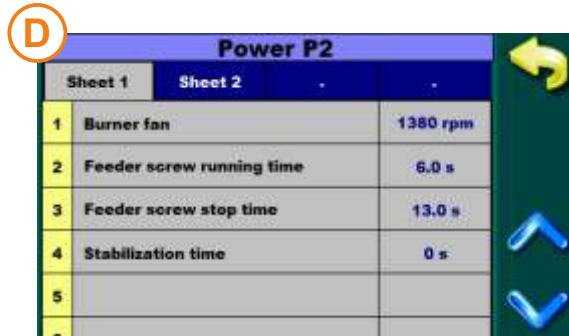 D
Power P2
Sheet 1 Sheet 2 - -
1 Burner fan 1380 rpm
2 Feeder screw running time 6.0 s
3 Feeder screw stop time 13.0 s
4 Stabilization time 0 s
5
6